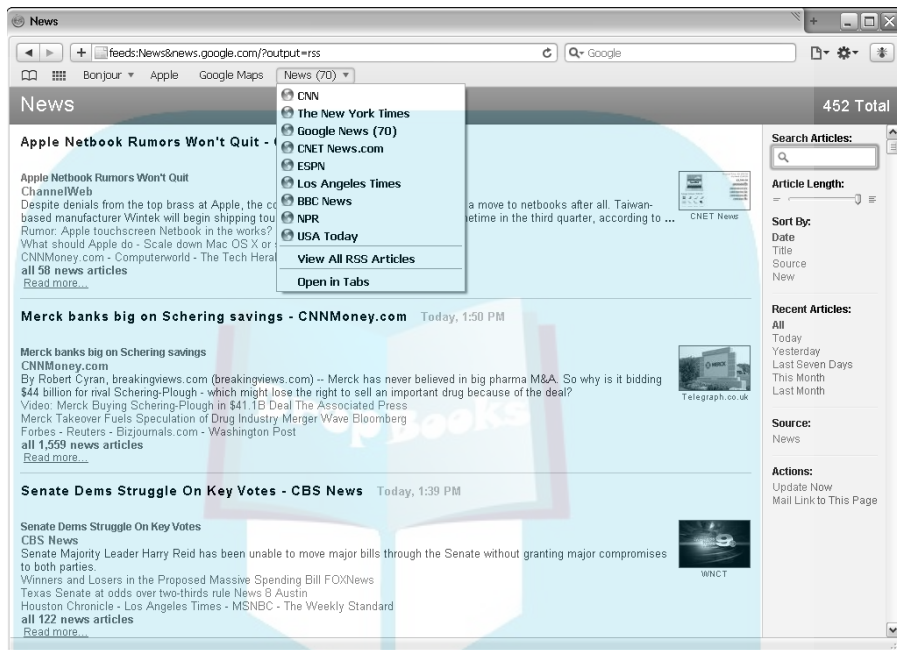 News
feeds:News&news.google.com/?output=rss
Google
Bonjour
Apple
Google Maps
News (70)
News
452 Total
CNN
The New York Times
Google News (70)
CNET News.com
ESPN
Los Angeles Times
BBC News
NPR
USA Today
View All RSS Articles
Open in Tabs
Apple Netbook Rumors Won't Quit -
Apple Netbook Rumors Won't Quit
ChannelWeb
Despite denials from the top brass at Apple, the a move to netbooks after all. Taiwan-
based manufacturer Wintek will begin shipping in the third quarter, according to ...
Rumor: Apple touchscreen Netbook in the works?
What should Apple do - Scale down Mac OS X or
CNNMoney.com - Computerworld - The Tech
all 58 news articles
Read more...
CNET News
Merck banks big on Schering savings - CNNMoney.com Today, 1:50 PM
Merck banks big on Schering savings
CNNMoney.com
By Robert Cyran, breakingviews.com (breakingviews.com) -- Merck has never believed in big pharma M&A. So why is it bidding
$44 billion for rival Schering-Plough - which might lose the right to sell an important drug because of the deal?
Video: Merck Buying Schering-Plough in $41.1B Deal The Associated Press
Merck Takeover Fuels Speculation of Drug Industry Merger Wave Bloomberg
Forbes - Reuters - Bizjournals.com - Washington Post
all 1,559 news articles
Read more...
Telegraph.co.uk
Senate Dems Struggle On Key Votes - CBS News Today, 1:39 PM
Senate Dems Struggle On Key Votes
CBS News
Senate Majority Leader Harry Reid has been unable to move major bills through the Senate without granting major compromises
to both parties.
Winners and Losers in the Proposed Massive Spending Bill FOXNews
Texas Senate at odds over two-thirds rule News 8 Austin
Houston Chronicle - Los Angeles Times - MSNBC - The Weekly Standard
all 122 news articles
Read more...
9
WNCT
Search Articles:
Article Length:
Sort By:
Date
Title
Source
New
Recent Articles:
All
Today
Yesterday
Last Seven Days
This Month
Last Month
Source:
News
Actions:
Update Now
Mail Link to This Page